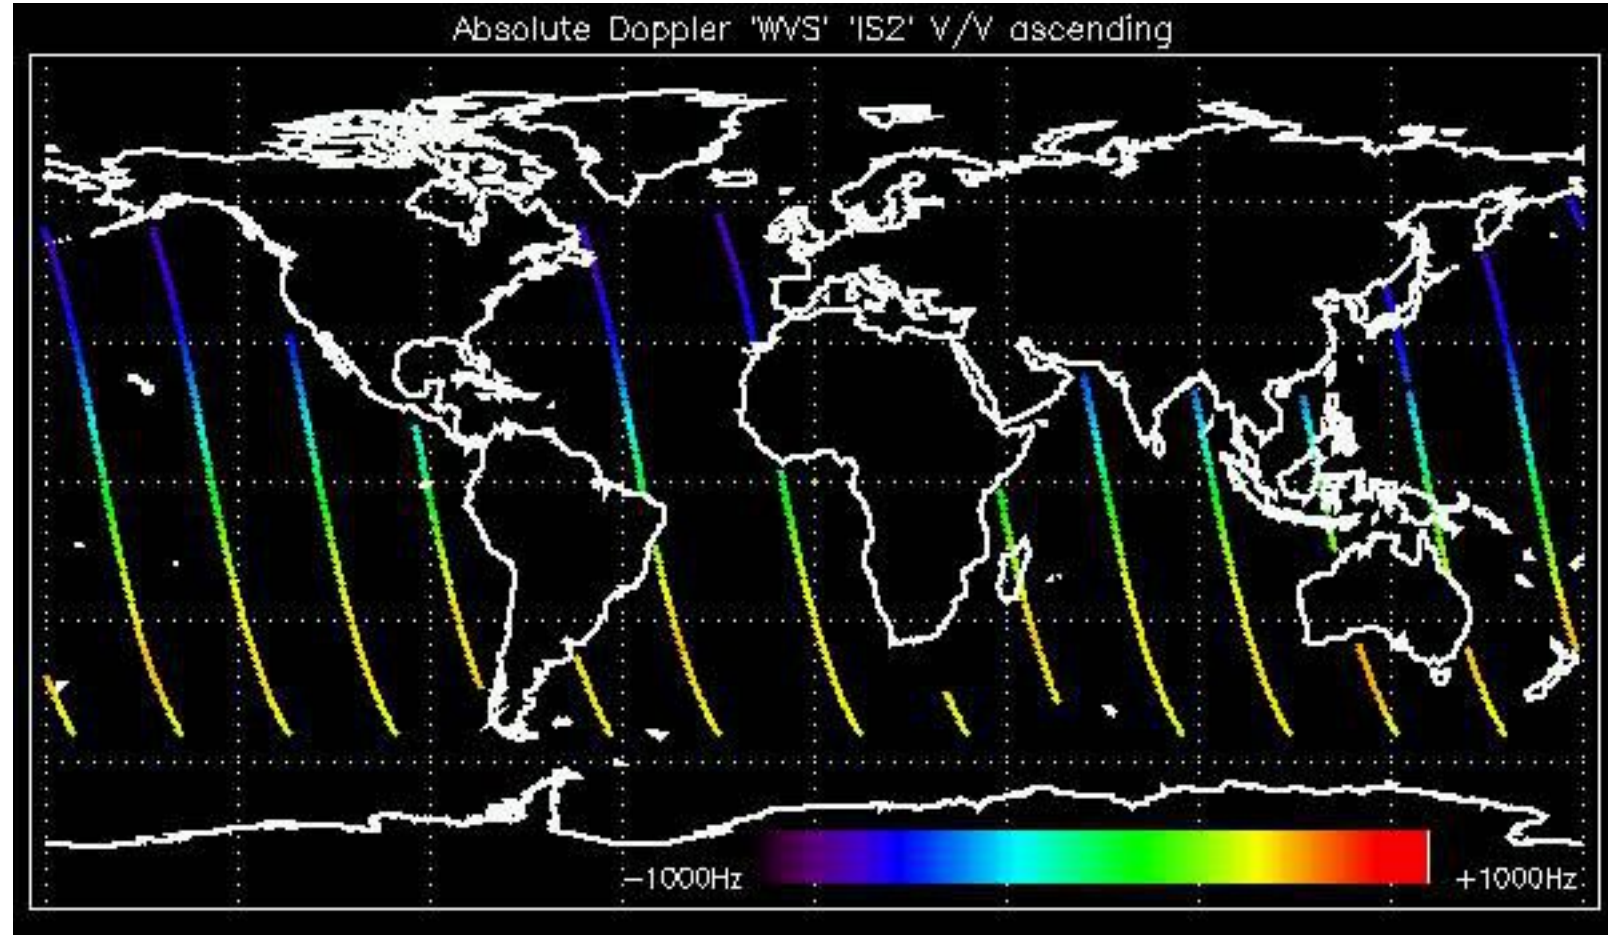 Absolute Doppler 'WVS' 'IS2' V/V ascending
-1000Hz +1000Hz